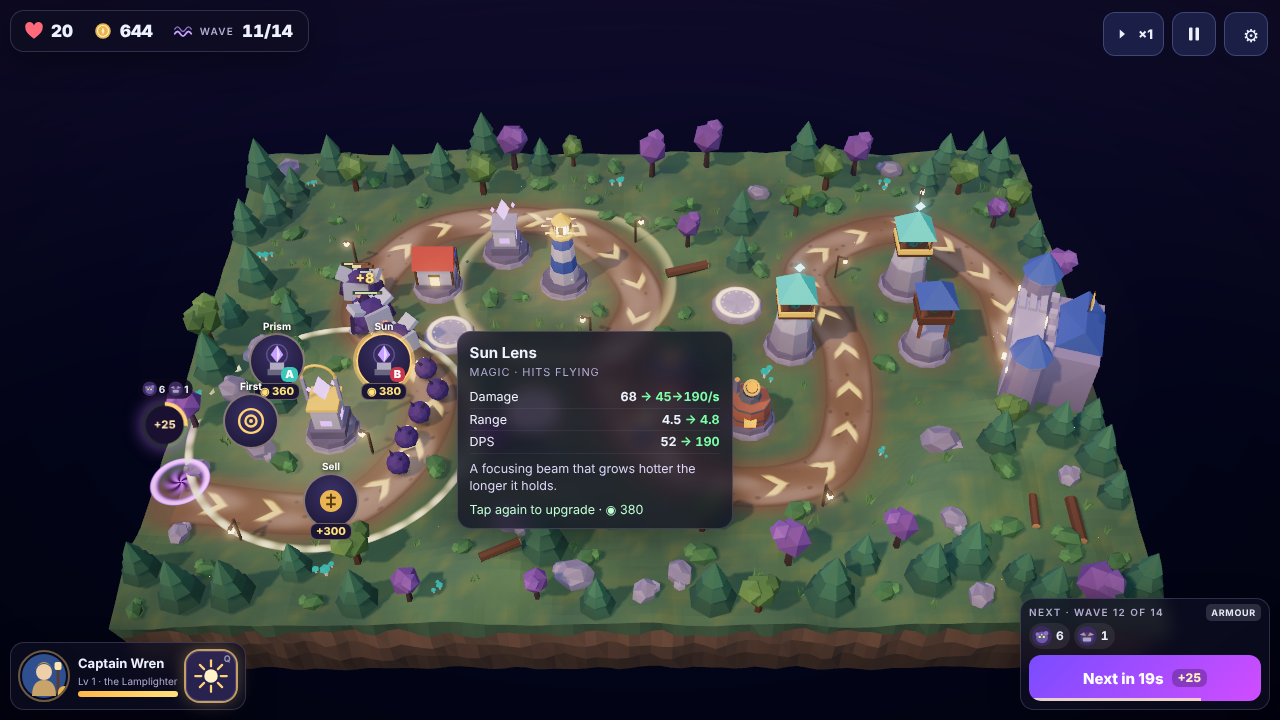 20
644
WAVE
11/14
×1
+8
Prism
Sun
A
B
360
380
First
6
1
+25
Sell
+300
Sun Lens
MAGIC · HITS FLYING
Damage 68 → 45→190/s
Range 4.5 → 4.8
DPS 52 → 190
A focusing beam that grows hotter the
longer it holds.
Tap again to upgrade · ◉ 380
Captain Wren
Lv 1 · the Lamplighter
Q
NEXT · WAVE 12 OF 14
ARMOUR
6
1
Next in 19s +25